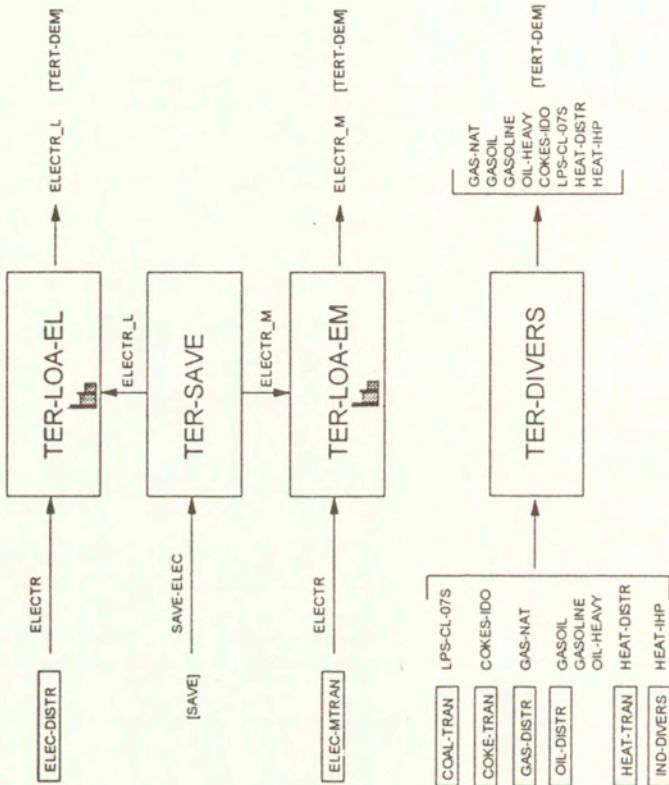 ELEC-DISTR
ELECTR
TER-LOA-EL
ELECTR_L
[TERT-DEM]
ELECTR_L
[SAVE]
SAVE-ELEC
TER-SAVE
ELECTR_M
ELEC-MTRAN
ELECTR
TER-LOA-EM
ELECTR_M
[TERT-DEM]
COAL-TRAN
LPS-CL-07S
COKE-TRAN
COKES-IDO
GAS-DISTR
GAS-NAT
OIL-DISTR
GASOIL
GASOLINE
OIL-HEAVY
HEAT-TRAN
HEAT-DISTR
IND-DIVERS
HEAT-IHP
TER-DIVERS
GAS-NAT
GASOIL
GASOLINE
OIL-HEAVY
COKES-IDO
LPS-CL-07S
HEAT-DISTR
HEAT-IHP
[TERT-DEM]